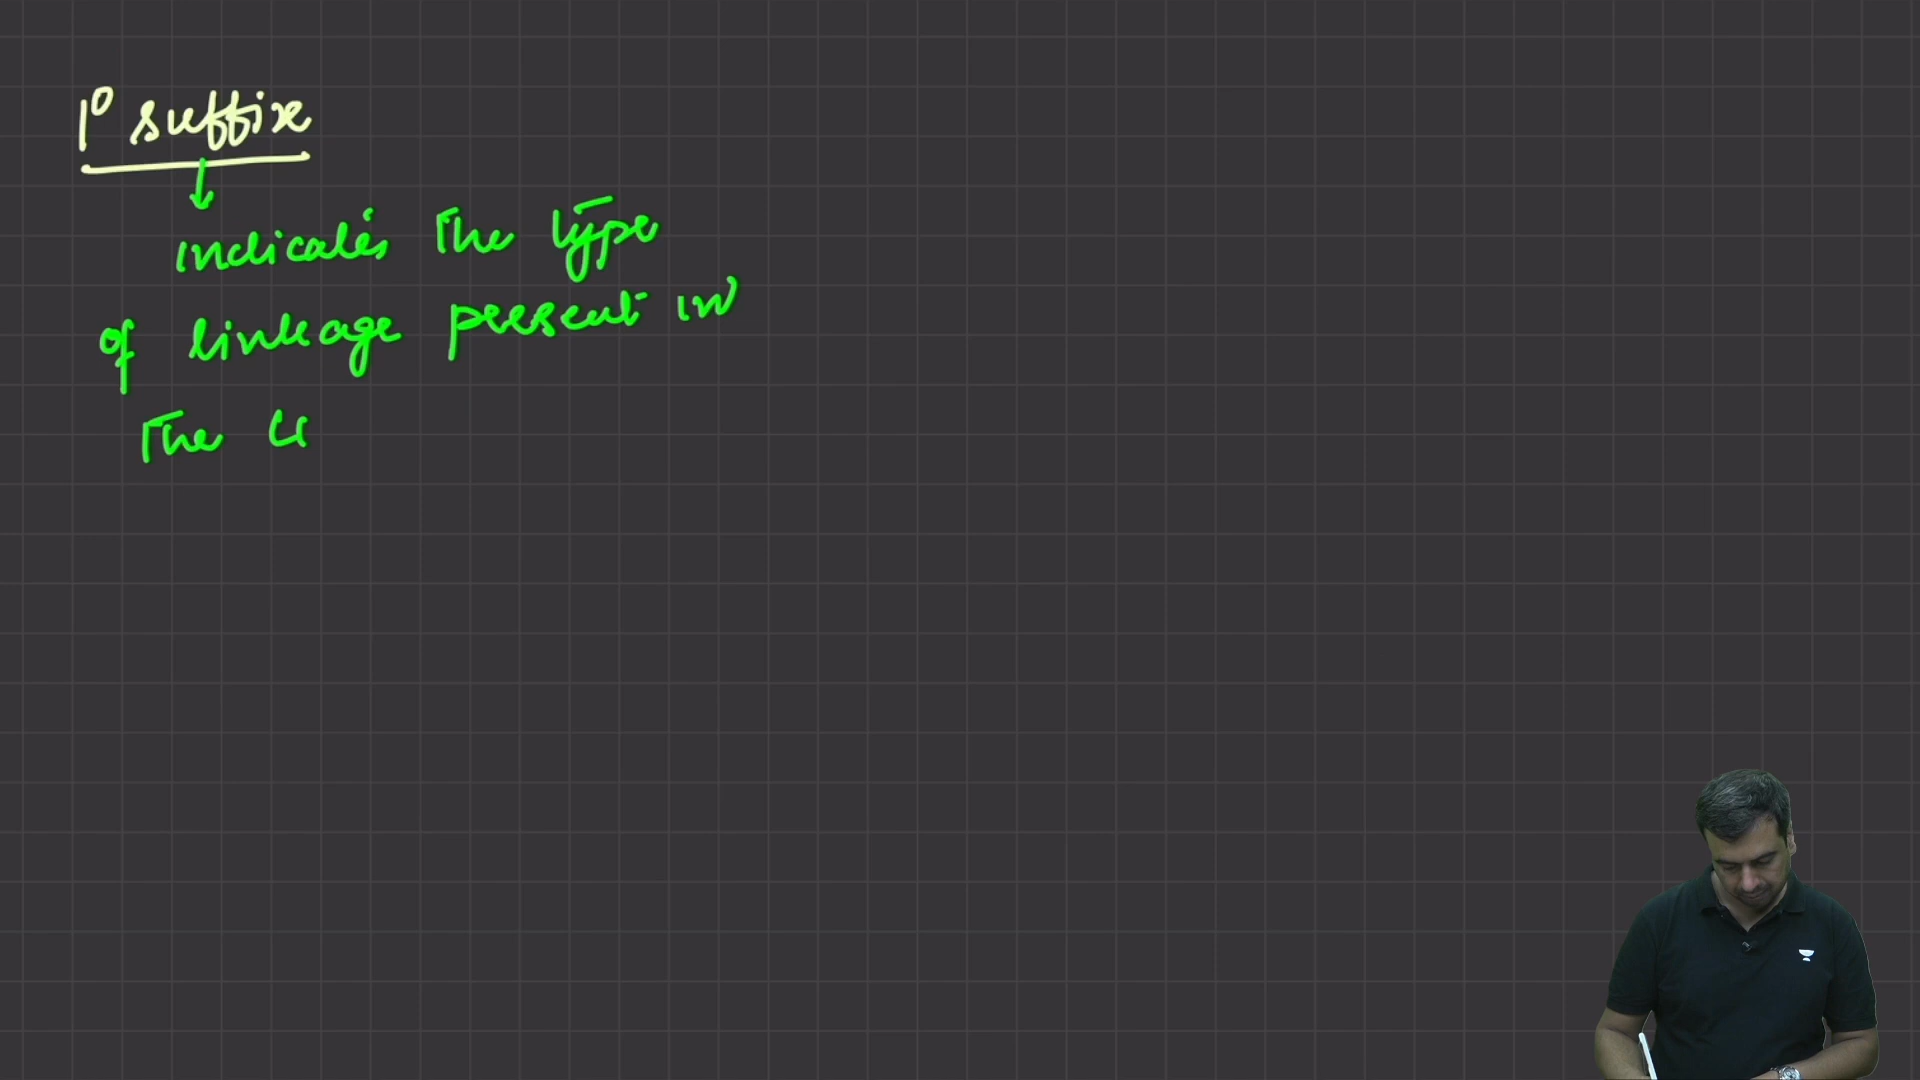 1° suffix
indicates the type
of linkage present in
the